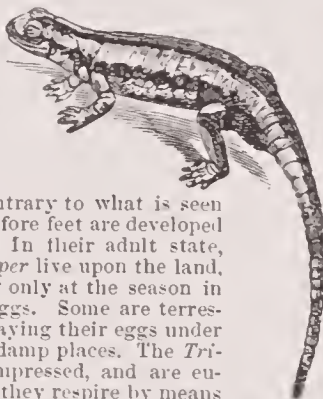 ntrary to what is seen
fore feet are developed
In their adult state,
per live upon the land,
only at the season in
ggs. Some are terres-
aying their eggs under
damp places. The Tri-
mpressed, and are eu-
they respire by means